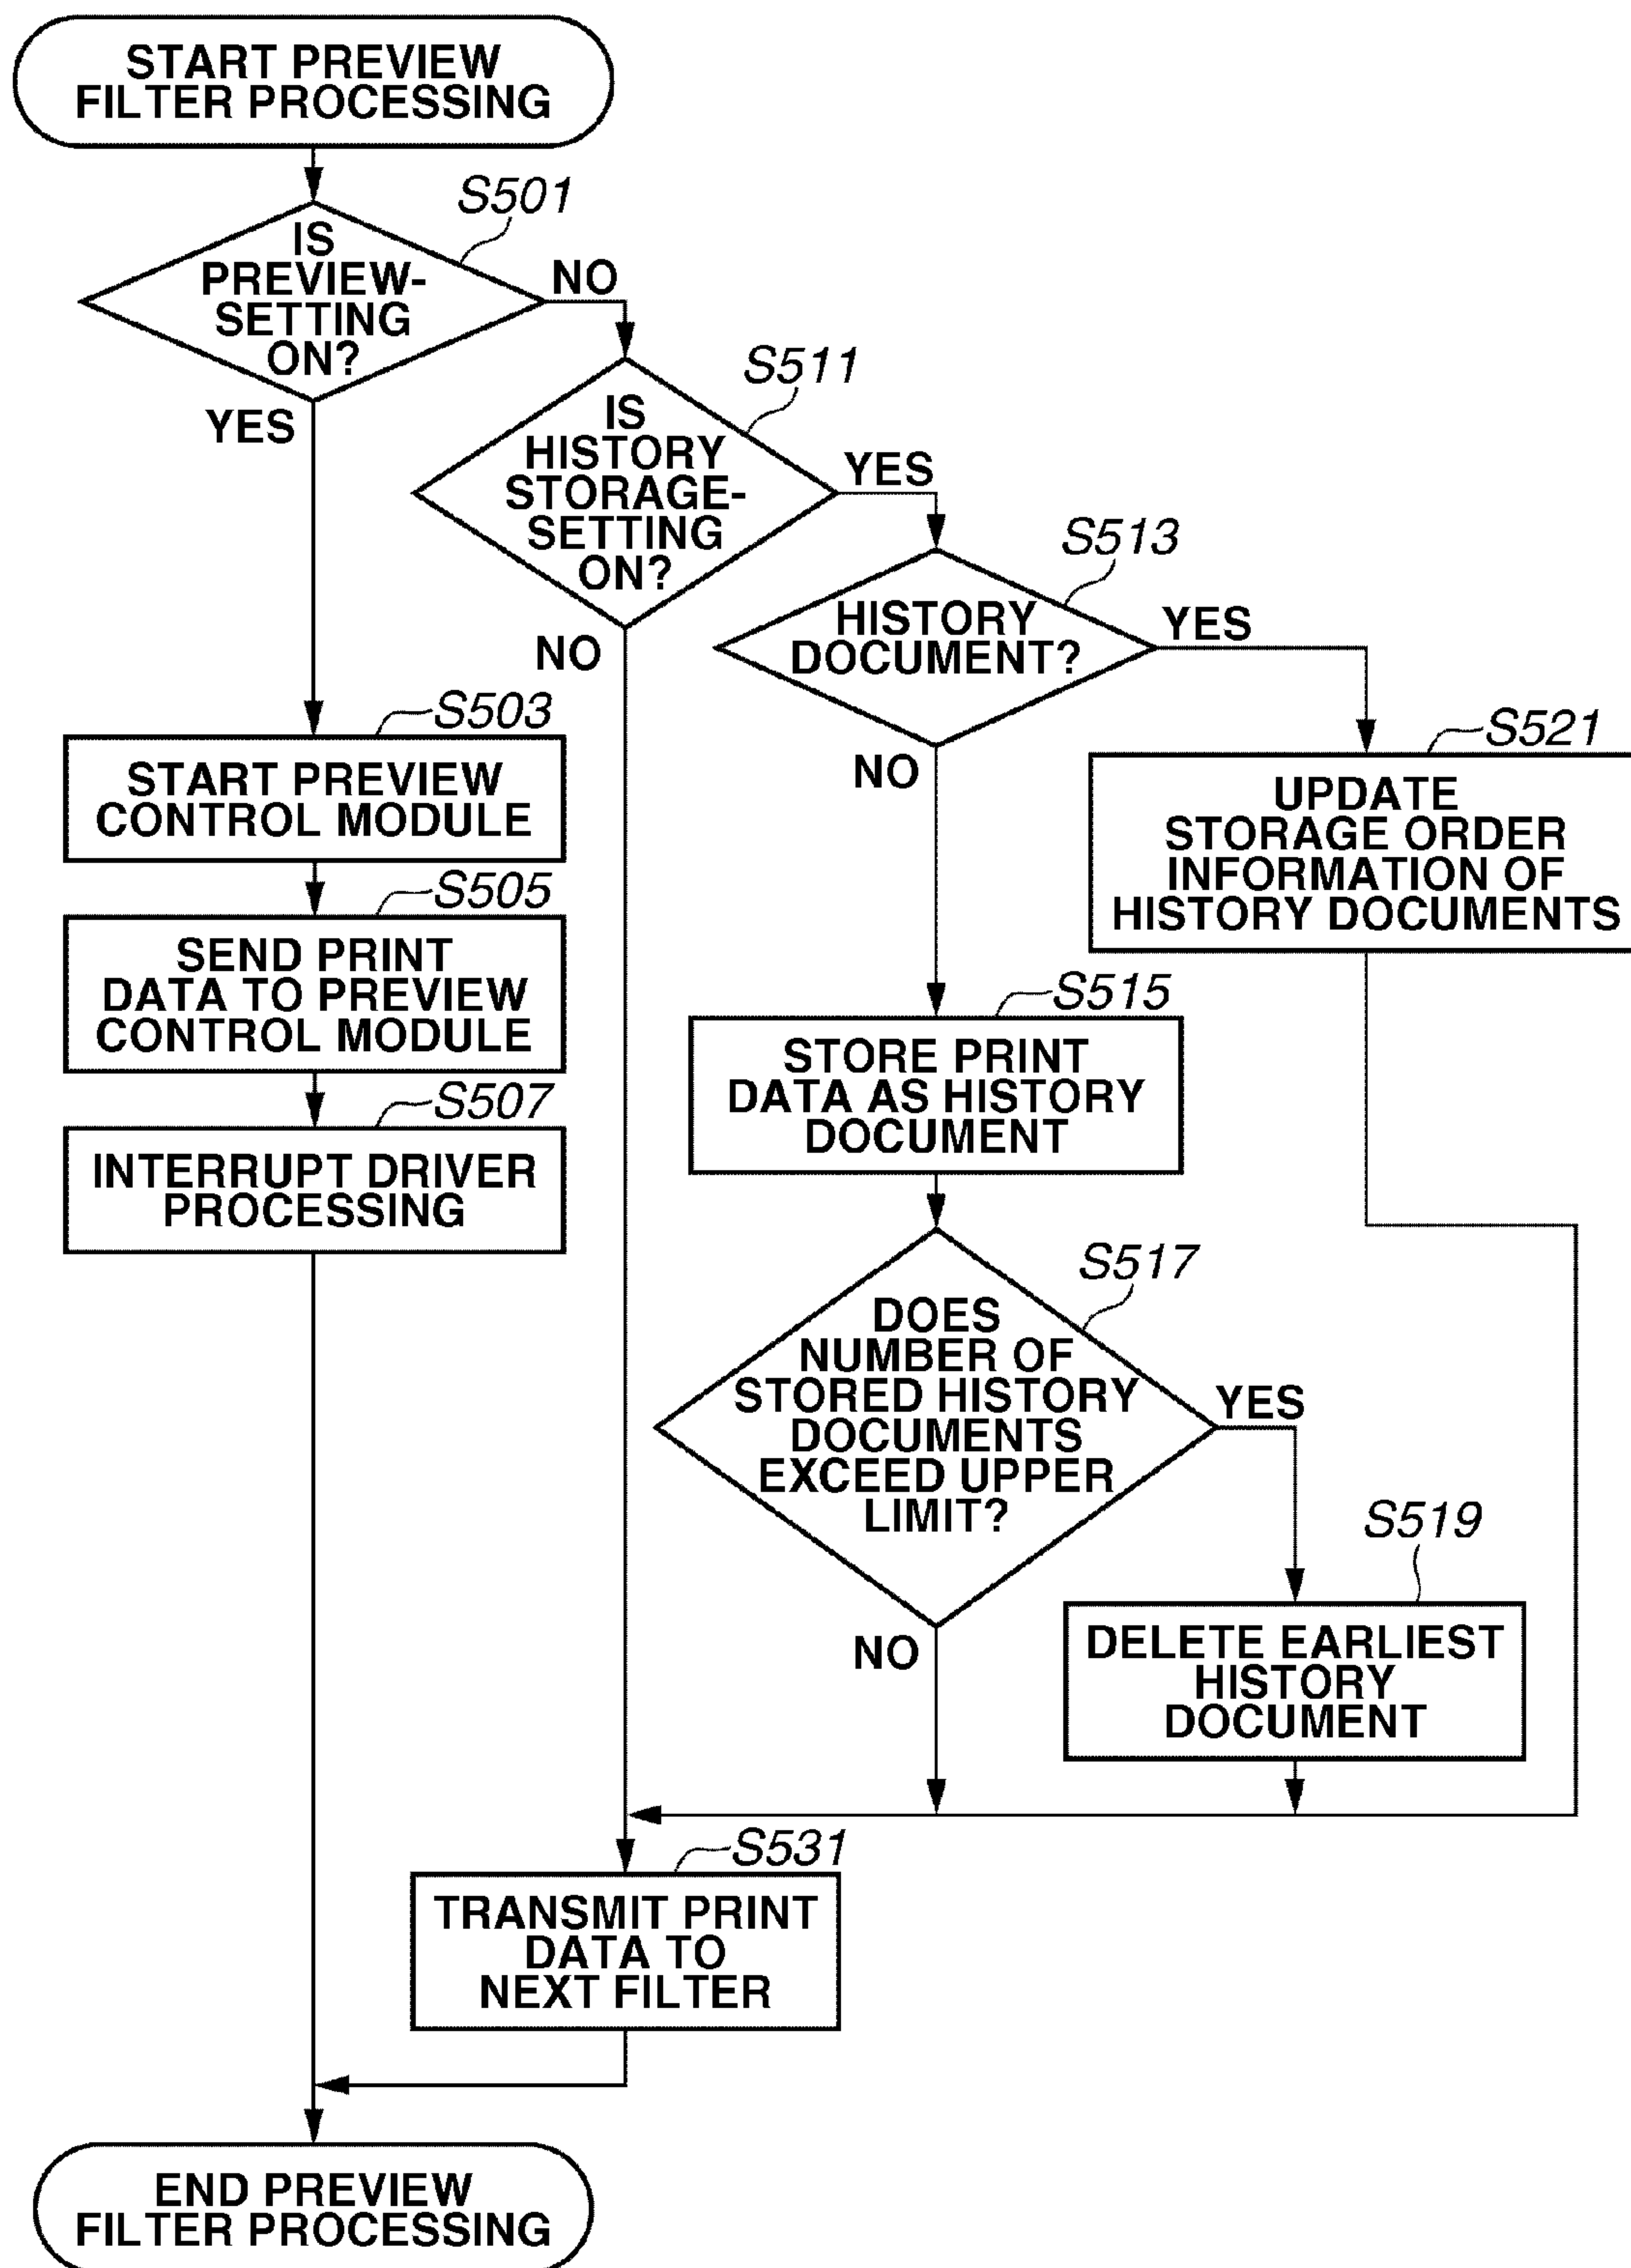 START PREVIEW
FILTER PROCESSING
S501
IS
PREVIEW-
SETTING
ON?
NO
YES
S511
IS
HISTORY
STORAGE-
SETTING
ON?
YES
NO
S513
HISTORY
DOCUMENT?
YES
NO
S503
START PREVIEW
CONTROL MODULE
S505
SEND PRINT
DATA TO PREVIEW
CONTROL MODULE
S507
INTERRUPT DRIVER
PROCESSING
S521
UPDATE
STORAGE ORDER
INFORMATION OF
HISTORY DOCUMENTS
S515
STORE PRINT
DATA AS HISTORY
DOCUMENT
S517
DOES
NUMBER OF
STORED HISTORY
DOCUMENTS
EXCEED UPPER
LIMIT?
YES
NO
S519
DELETE EARLIEST
HISTORY
DOCUMENT
S531
TRANSMIT PRINT
DATA TO
NEXT FILTER
END PREVIEW
FILTER PROCESSING